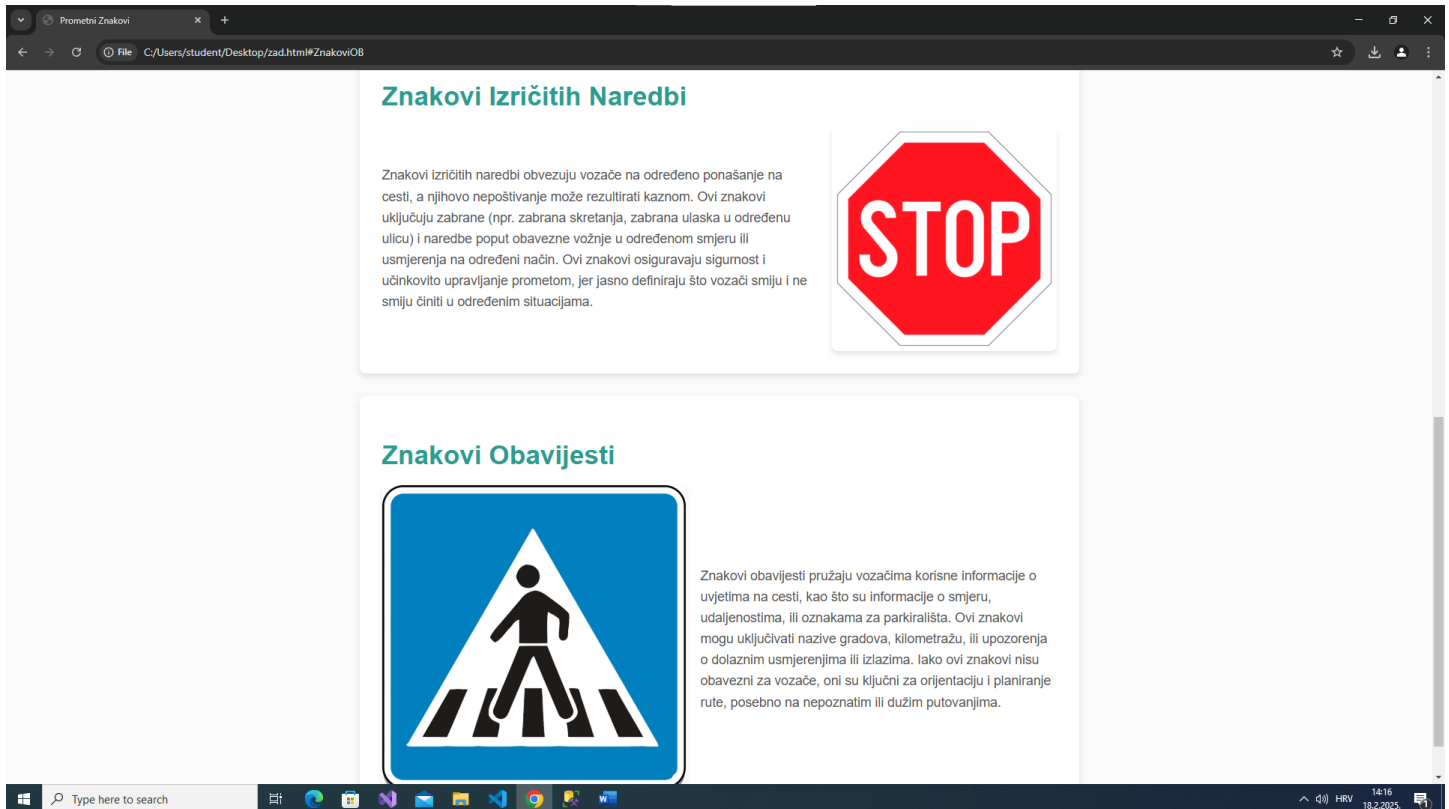 Prometni Znakovi
File
C:/Users/student/Desktop/zad.html#ZnakoviOB
Znakovi Izričitih Naredbi
Znakovi izričitih naredbi obvezuju vozače na određeno ponašanje na
cesti, a njihovo nepoštivanje može rezultirati kaznom. Ovi znakovi
uključuju zabrane (npr. zabrana skretanja, zabrana ulaska u određenu
ulicu) i naredbe poput obavezne vožnje u određenom smjeru ili
usmjerenja na određeni način. Ovi znakovi osiguravaju sigurnost i
učinkovito upravljanje prometom, jer jasno definiraju što vozači smiju i ne
smiju činiti u određenim situacijama.
STOP
Znakovi Obavijesti
Znakovi obavijesti pružaju vozačima korisne informacije o
uvjetima na cesti, kao što su informacije o smjeru,
udaljenostima, ili oznakama za parkirališta. Ovi znakovi
mogu uključivati nazive gradova, kilometražu, ili upozorenja
o dolaznim usmjerenjima ili izlazima. Iako ovi znakovi nisu
obavezni za vozače, oni su ključni za orijentaciju i planiranje
rute, posebno na nepoznatim ili dužim putovanjima.
Type here to search
HRV
14:16
18.2.2025.
1